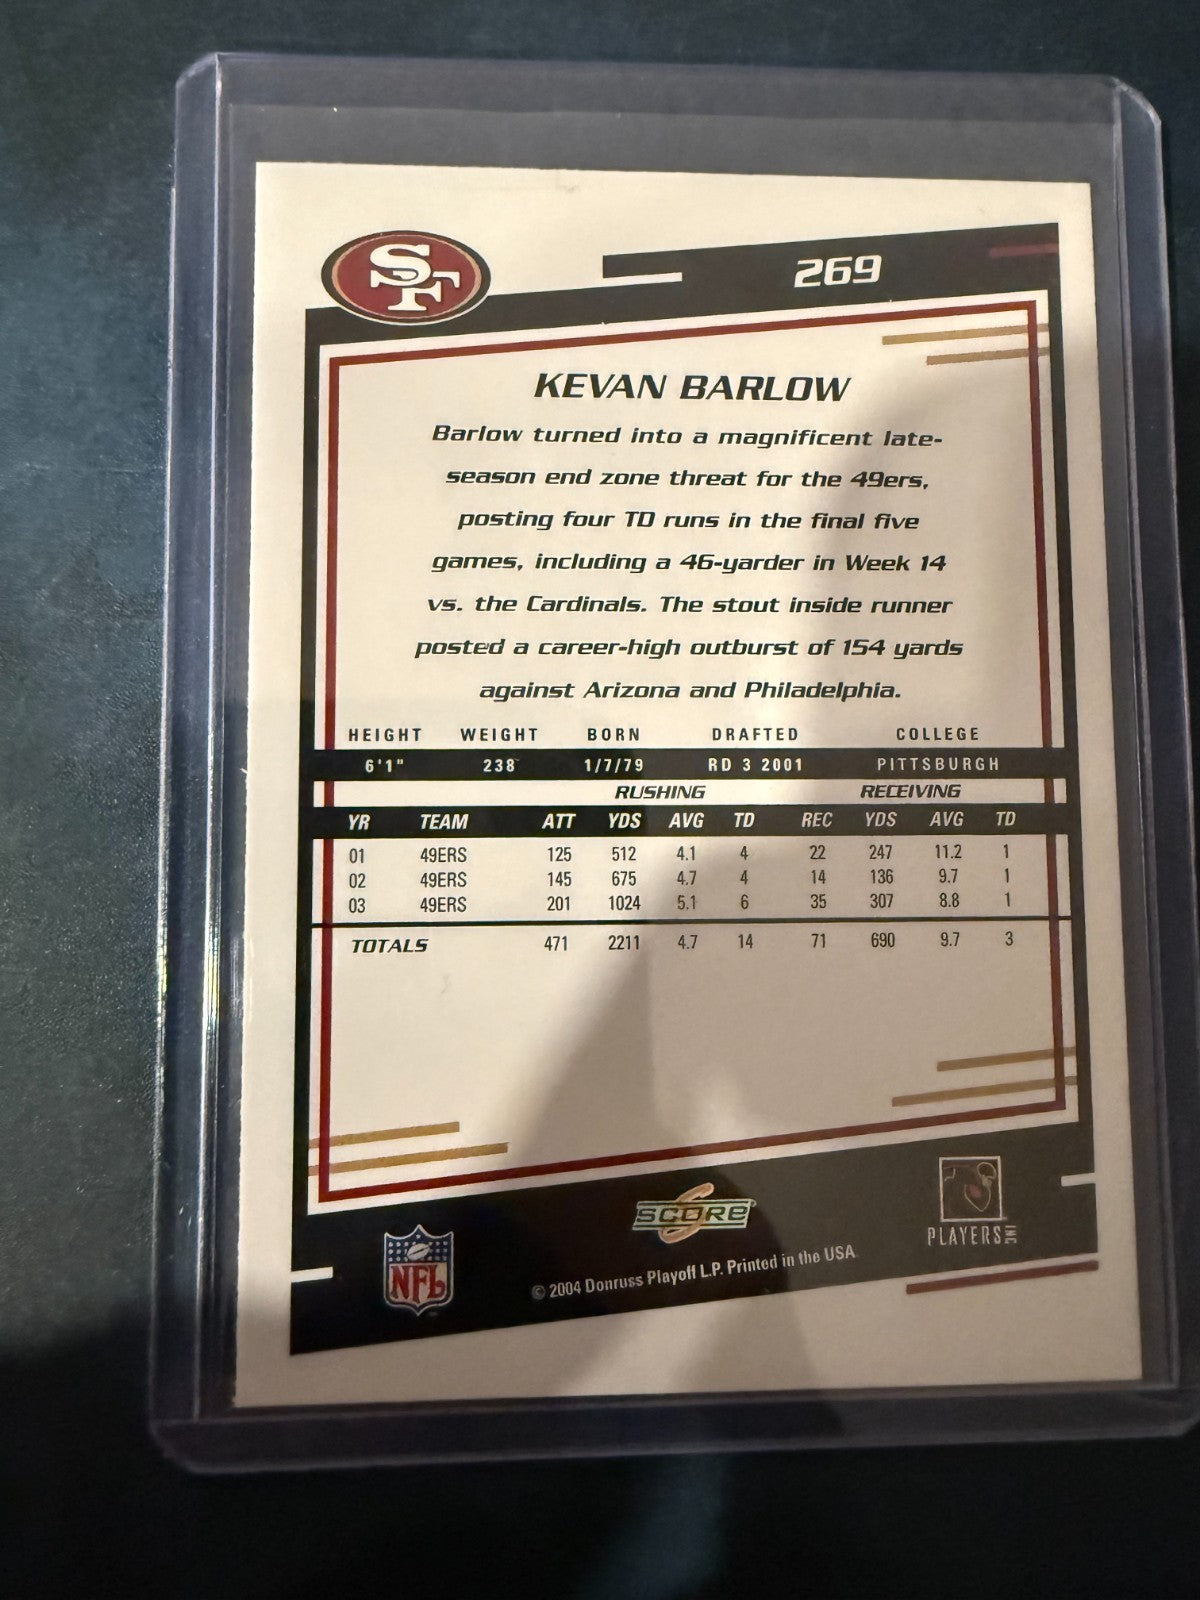 SF
269
KEVAN BARLOW
Barlow turned into a magnificent late-
season end zone threat for the 49ers,
posting four TD runs in the final five
games, including a 46-yarder in Week 14
vs. the Cardinals. The stout inside runner
posted a career-high outburst of 154 yards
against Arizona and Philadelphia.
HEIGHT WEIGHT BORN DRAFTED COLLEGE
6'1" 238 1/7/79 RD 3 2001 PITTSBURGH
RUSHING RECEIVING
YR TEAM ATT YDS AVG TD REC YDS AVG TD
01 49ERS 125 512 4.1 4 22 247 11.2 1
02 49ERS 145 675 4.7 4 14 136 9.7 1
03 49ERS 201 1024 5.1 6 35 307 8.8 1
TOTALS 471 2211 4.7 14 71 690 9.7 3
SCORE
PLAYERS INC
NFL
© 2004 Donruss Playoff L.P. Printed in the USA